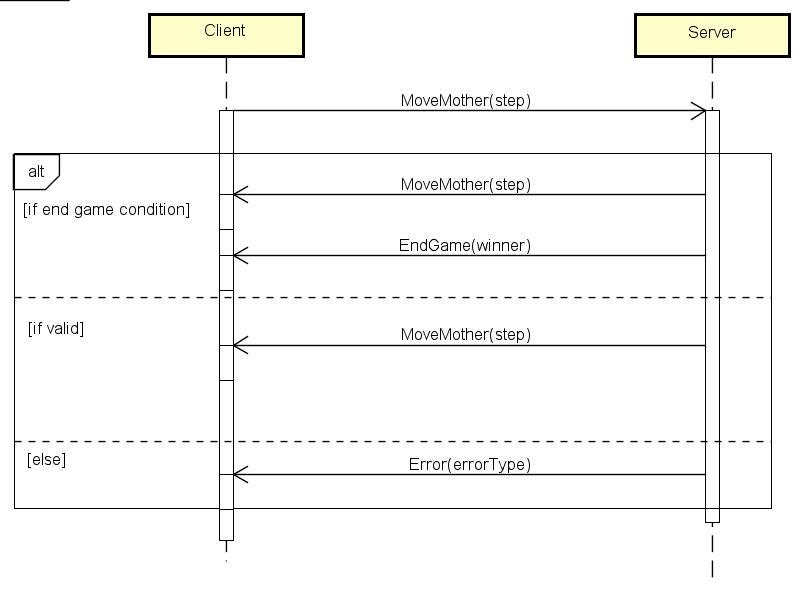 Client
Server
MoveMother(step)
alt
MoveMother(step)
[if end game condition]
EndGame(winner)
[if valid]
MoveMother(step)
[else]
Error(errorType)